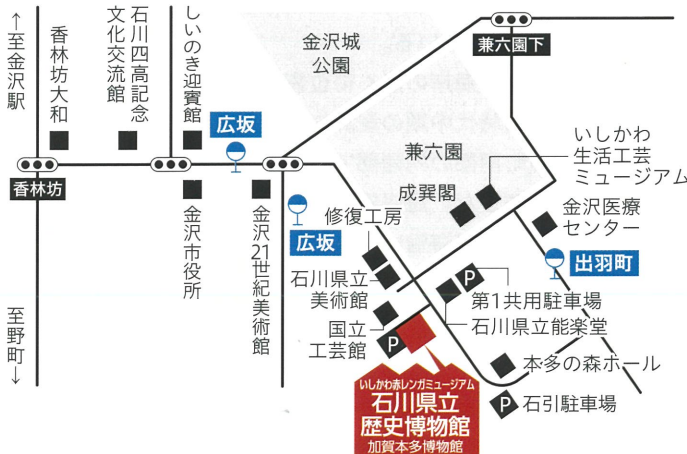 ↑至金沢駅
香林坊大和
石川四高記念
文化交流館
しいのき迎賓館
広坂
金沢城
公園
兼六園下
兼六園
成巽閣
いしかわ
生活工芸
ミュージアム
香林坊
金沢市役所
金沢21世紀美術館
広坂
修復工房
石川県立
美術館
国立
工芸館
金沢医療
センター
出羽町
P
第1共用駐車場
石川県立能楽堂
P
本多の森ホール
P
石引駐車場
至野町↓
いしかわ赤レンガミュージアム
石川県立
歴史博物館
加賀本多博物館